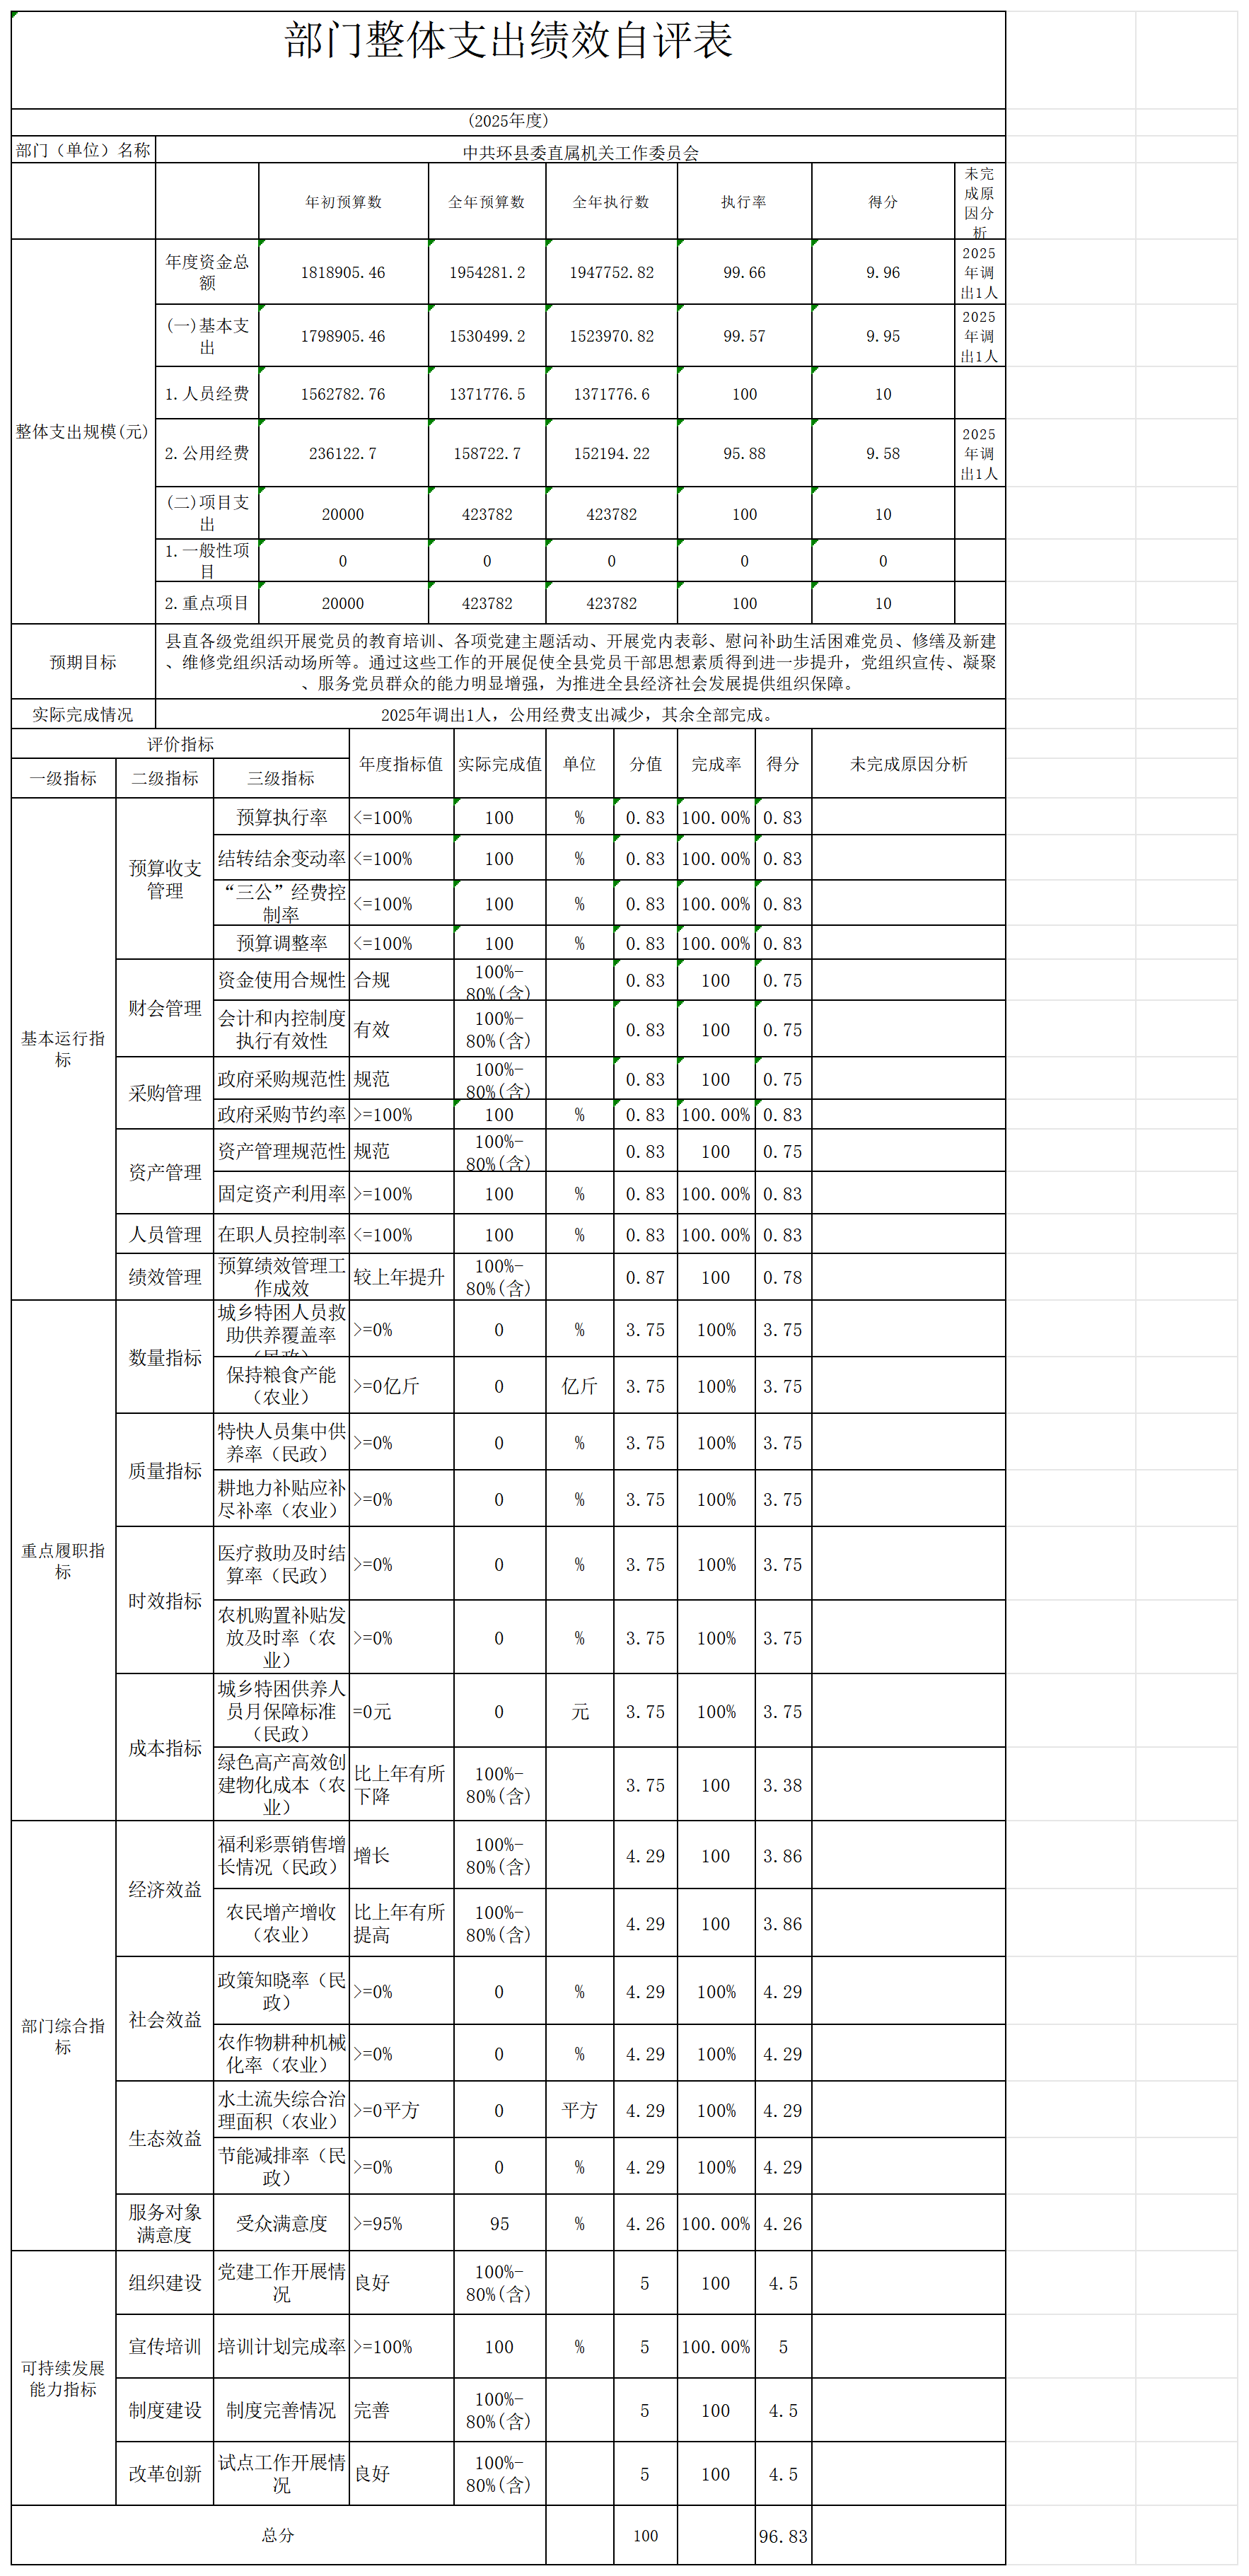 部门整体支出绩效自评表
(2025年度)
部门（单位）名称 中共环县委直属机关工作委员会
年初预算数 全年预算数 全年执行数 执行率 得分 未完成原因分析
整体支出规模(元)
年度资金总额 1818905.46 1954281.2 1947752.82 99.66 9.96 2025年调出1人
(一)基本支出 1798905.46 1530499.2 1523970.82 99.57 9.95 2025年调出1人
1.人员经费 1562782.76 1371776.5 1371776.6 100 10
2.公用经费 236122.7 158722.7 152194.22 95.88 9.58 2025年调出1人
(二)项目支出 20000 423782 423782 100 10
1.一般性项目 0 0 0 0 0
2.重点项目 20000 423782 423782 100 10
预期目标
县直各级党组织开展党员的教育培训、各项党建主题活动、开展党内表彰、慰问补助生活困难党员、修缮及新建
、维修党组织活动场所等。通过这些工作的开展促使全县党员干部思想素质得到进一步提升，党组织宣传、凝聚
、服务党员群众的能力明显增强，为推进全县经济社会发展提供组织保障。
实际完成情况 2025年调出1人，公用经费支出减少，其余全部完成。
评价指标 年度指标值 实际完成值 单位 分值 完成率 得分 未完成原因分析
一级指标 二级指标 三级指标
基本运行指标
预算收支管理
预算执行率 <=100% 100 % 0.83 100.00% 0.83
结转结余变动率 <=100% 100 % 0.83 100.00% 0.83
“三公”经费控制率 <=100% 100 % 0.83 100.00% 0.83
预算调整率 <=100% 100 % 0.83 100.00% 0.83
财会管理
资金使用合规性 合规 100%-80%(含) 0.83 100 0.75
会计和内控制度执行有效性 有效 100%-80%(含) 0.83 100 0.75
采购管理
政府采购规范性 规范 100%-80%(含) 0.83 100 0.75
政府采购节约率 >=100% 100 % 0.83 100.00% 0.83
资产管理
资产管理规范性 规范 100%-80%(含) 0.83 100 0.75
固定资产利用率 >=100% 100 % 0.83 100.00% 0.83
人员管理 在职人员控制率 <=100% 100 % 0.83 100.00% 0.83
绩效管理 预算绩效管理工作成效 较上年提升 100%-80%(含) 0.87 100 0.78
重点履职指标
数量指标
城乡特困人员救助供养覆盖率（民政） >=0% 0 % 3.75 100% 3.75
保持粮食产能（农业） >=0亿斤 0 亿斤 3.75 100% 3.75
质量指标
特快人员集中供养率（民政） >=0% 0 % 3.75 100% 3.75
耕地力补贴应补尽补率（农业） >=0% 0 % 3.75 100% 3.75
时效指标
医疗救助及时结算率（民政） >=0% 0 % 3.75 100% 3.75
农机购置补贴发放及时率（农业） >=0% 0 % 3.75 100% 3.75
成本指标
城乡特困供养人员月保障标准（民政） =0元 0 元 3.75 100% 3.75
绿色高产高效创建物化成本（农业） 比上年有所下降 100%-80%(含) 3.75 100 3.38
部门综合指标
经济效益
福利彩票销售增长情况（民政） 增长 100%-80%(含) 4.29 100 3.86
农民增产增收（农业） 比上年有所提高 100%-80%(含) 4.29 100 3.86
社会效益
政策知晓率（民政） >=0% 0 % 4.29 100% 4.29
农作物耕种机械化率（农业） >=0% 0 % 4.29 100% 4.29
生态效益
水土流失综合治理面积（农业） >=0平方 0 平方 4.29 100% 4.29
节能减排率（民政） >=0% 0 % 4.29 100% 4.29
服务对象满意度 受众满意度 >=95% 95 % 4.26 100.00% 4.26
可持续发展能力指标
组织建设 党建工作开展情况 良好 100%-80%(含) 5 100 4.5
宣传培训 培训计划完成率 >=100% 100 % 5 100.00% 5
制度建设 制度完善情况 完善 100%-80%(含) 5 100 4.5
改革创新 试点工作开展情况 良好 100%-80%(含) 5 100 4.5
总分 100 96.83